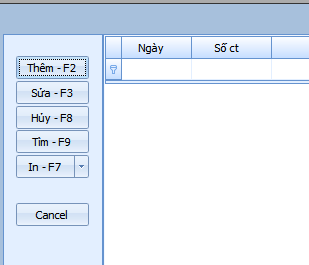 Ngày Số ct
Thêm - F2
Sửa - F3
Hủy - F8
Tìm - F9
In - F7
Cancel